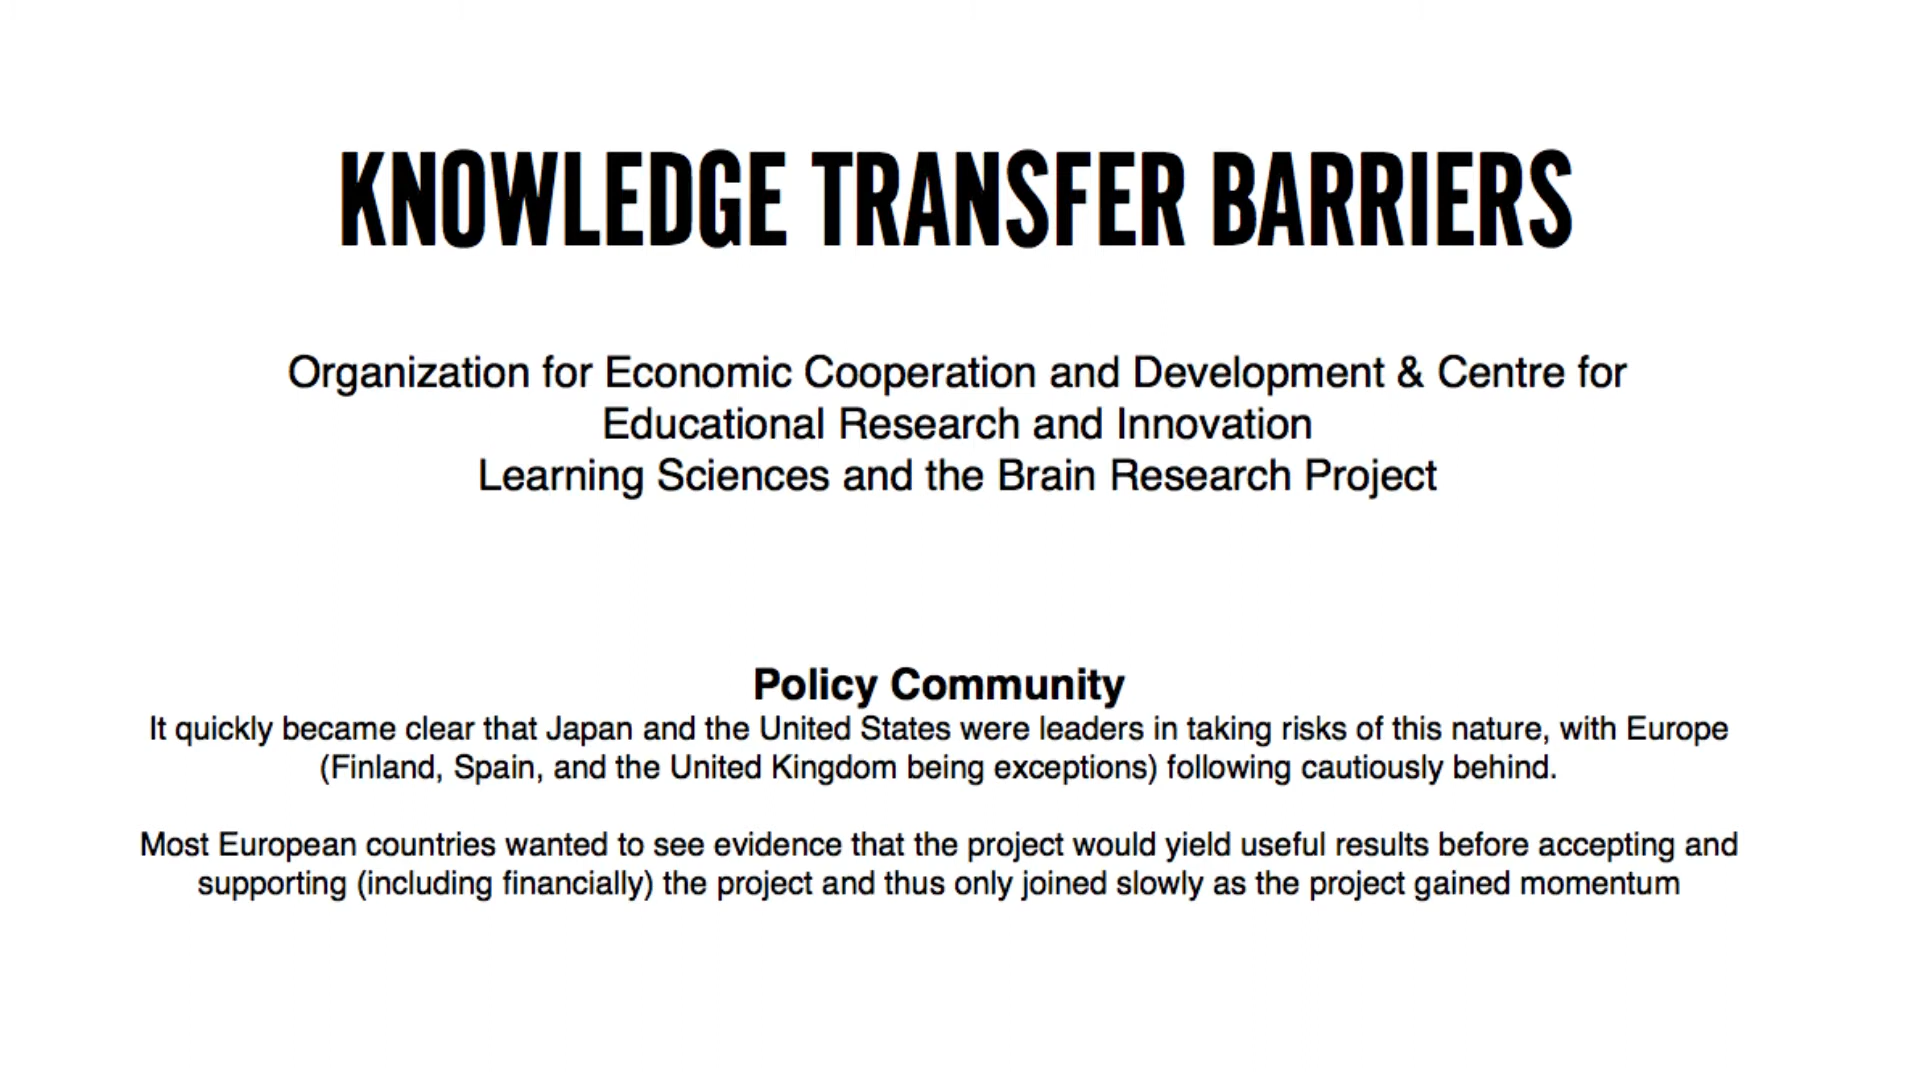 KNOWLEDGE TRANSFER BARRIERS
Organization for Economic Cooperation and Development & Centre for
Educational Research and Innovation
Learning Sciences and the Brain Research Project
Policy Community
It quickly became clear that Japan and the United States were leaders in taking risks of this nature, with Europe
(Finland, Spain, and the United Kingdom being exceptions) following cautiously behind.
Most European countries wanted to see evidence that the project would yield useful results before accepting and
supporting (including financially) the project and thus only joined slowly as the project gained momentum